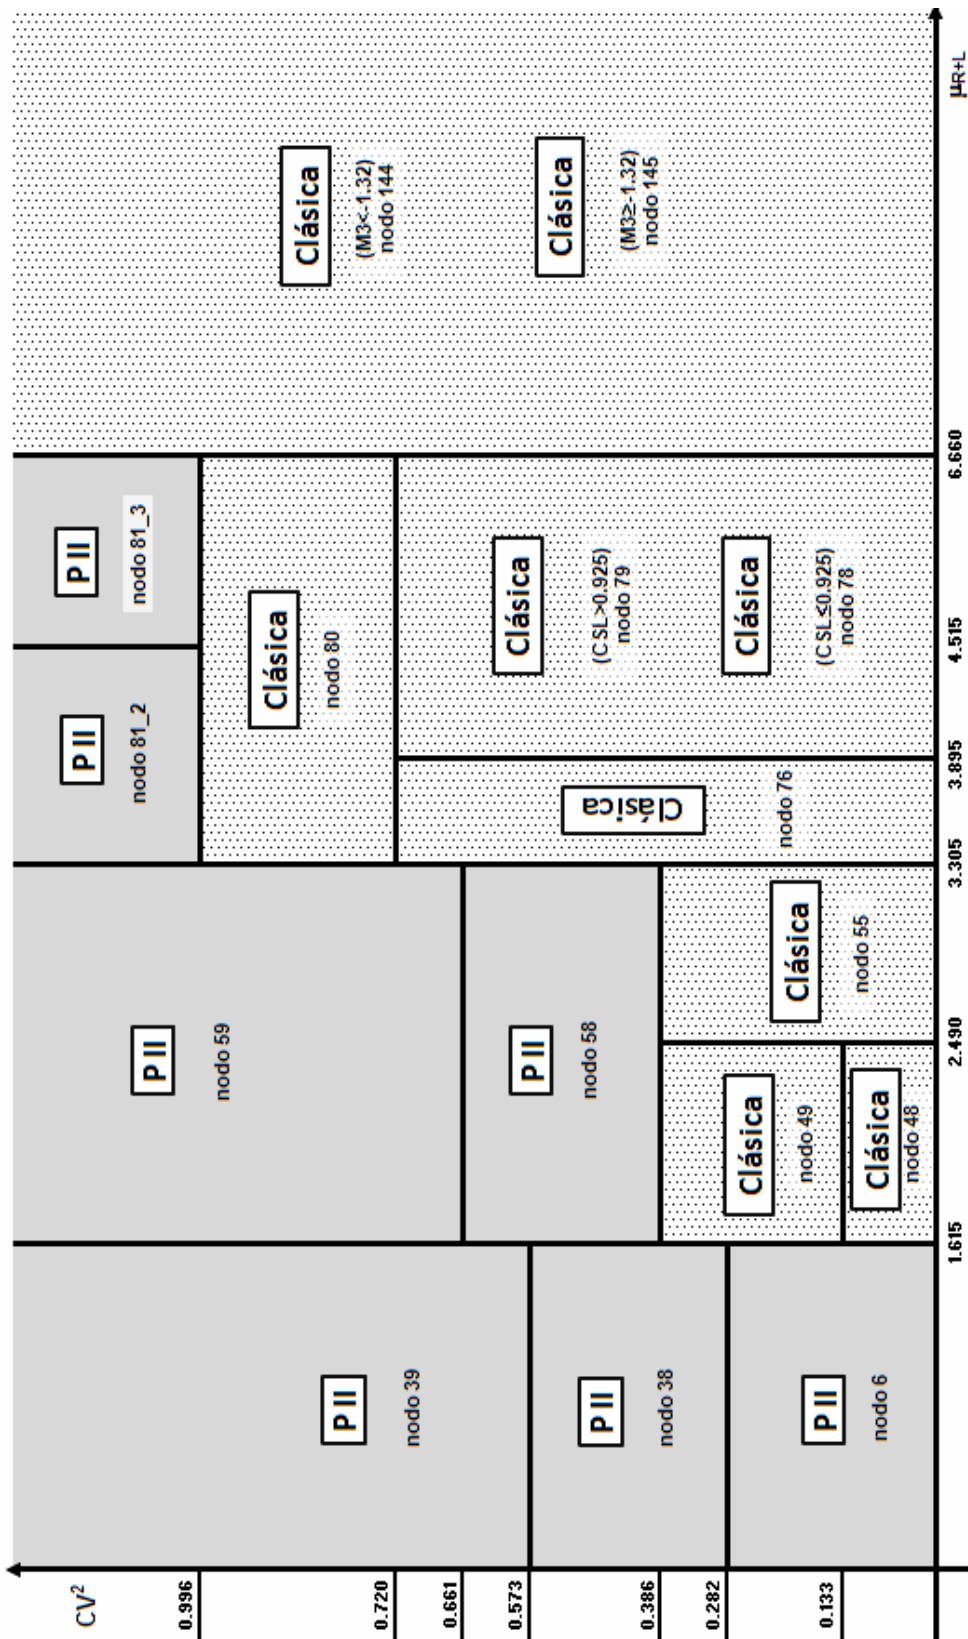 CV²
0.996
0.720
0.661
0.573
0.386
0.282
0.133
P II
nodo 39
P II
nodo 38
P II
nodo 6
P II
nodo 59
P II
nodo 58
Clásica
nodo 49
Clásica
nodo 48
Clásica
nodo 55
P II
nodo 81_2
P II
nodo 81_3
Clásica
nodo 80
Clásica
nodo 76
Clásica
(CSL>0.925)
nodo 79
Clásica
(CSL≤0.925)
nodo 78
Clásica
(M3<-1.32)
nodo 144
Clásica
(M3≥-1.32)
nodo 145
1.615
2.490
3.305
3.895
4.515
6.660
μR+L